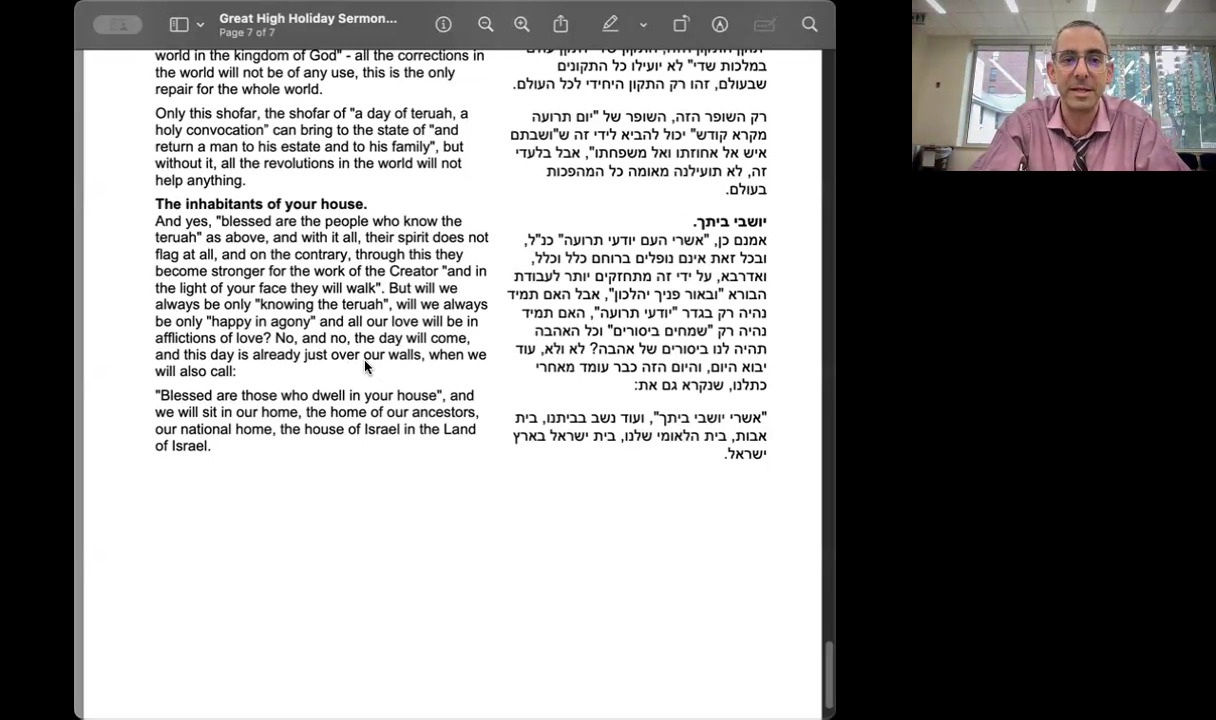 Great High Holiday Sermon...
Page 7 of 7
world in the kingdom of God" - all the corrections in
the world will not be of any use, this is the only
repair for the whole world.
Only this shofar, the shofar of "a day of teruah, a
holy convocation" can bring to the state of "and
return a man to his estate and to his family", but
without it, all the revolutions in the world will not
help anything.
The inhabitants of your house.
And yes, "blessed are the people who know the
teruah" as above, and with it all, their spirit does not
flag at all, and on the contrary, through this they
become stronger for the work of the Creator "and in
the light of your face they will walk". But will we
always be only "knowing the teruah", will we always
be only "happy in agony" and all our love will be in
afflictions of love? No, and no, the day will come,
and this day is already just over our walls, when we
will also call:
"Blessed are those who dwell in your house", and
we will sit in our home, the home of our ancestors,
our national home, the house of Israel in the Land
of Israel.
במלכות שדי" לא יועילו כל התקונים
שבעולם, זהו רק התקון היחידי לכל העולם.
רק השופר הזה, השופר של "יום תרועה
מקרא קודש" יכול להביא לידי זה ש"ושבתם
איש אל אחוזתו ואל משפחתו", אבל בלעדי
זה, לא תועילנה מאומה כל המהפכות
בעולם.
יושבי ביתך.
אמנם כן, "אשרי העם יודעי תרועה" כנ"ל,
ובכל זאת אינם נופלים ברוחם כלל וכלל,
ואדרבא, על ידי זה מתחזקים יותר לעבודת
הבורא "ובאור פניך יהלכון", אבל האם תמיד
נהיה רק בגדר "יודעי תרועה", האם תמיד
נהיה רק "שמחים ביסורים" וכל האהבה
תהיה לנו ביסורים של אהבה? לא ולא, עוד
יבוא היום, והיום הזה כבר עומד מאחרי
כתלנו, שנקרא גם את:
"אשרי יושבי ביתך", ועוד נשב בביתנו, בית
אבות, בית הלאומי שלנו, בית ישראל בארץ
ישראל.